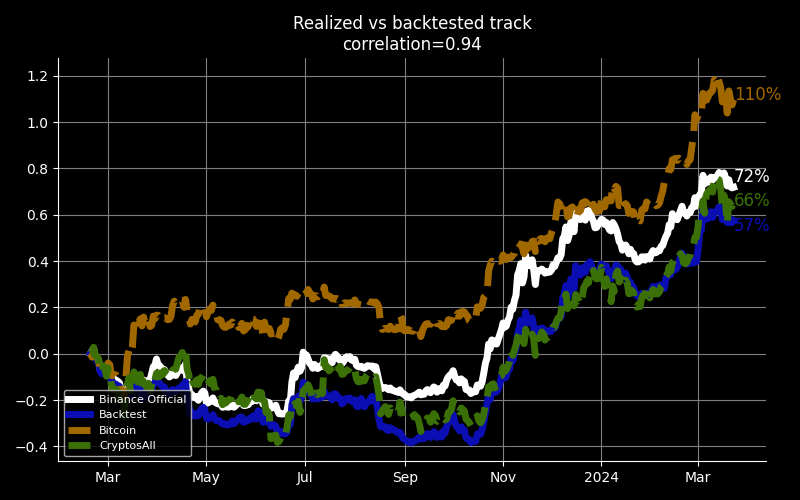 Realized vs backtested track
correlation=0.94
1.2
1.0
0.8
0.6
0.4
0.2
0.0
−0.2
−0.4
110%
72%
66%
57%
Binance Official
Backtest
Bitcoin
CryptosAll
Mar
May
Jul
Sep
Nov
2024
Mar